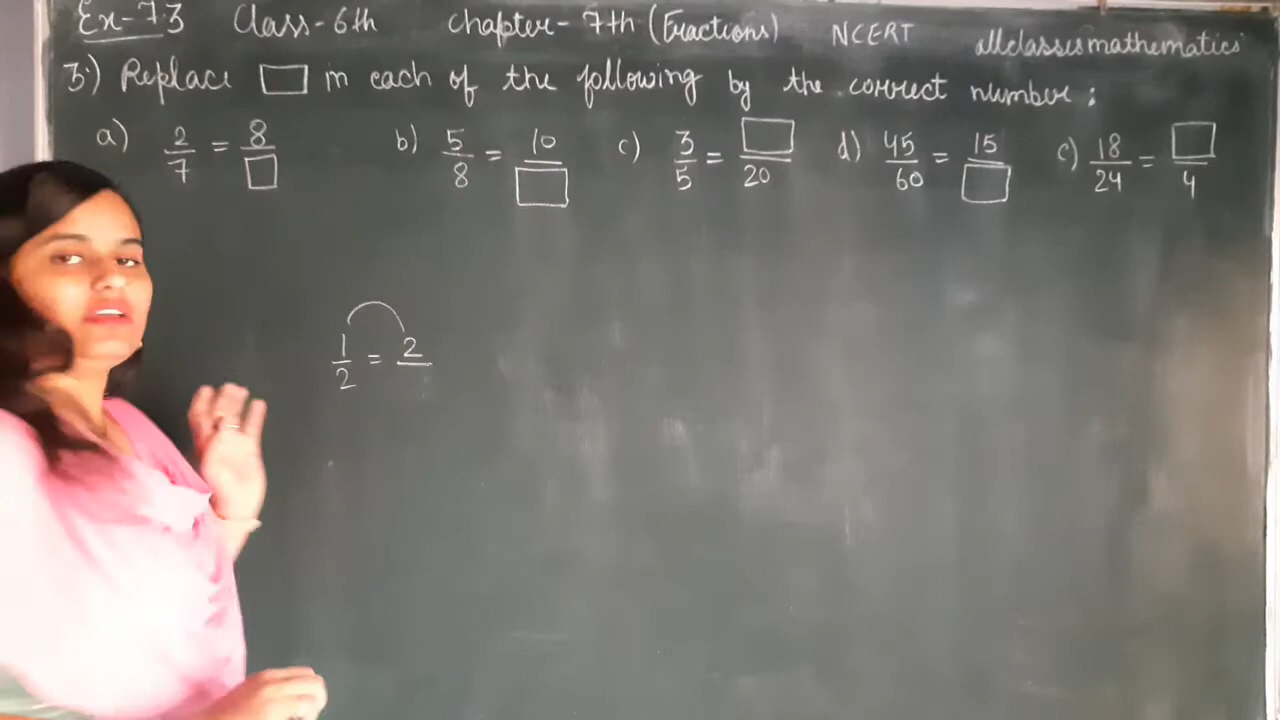 Ex-7.3 Class-6th Chapter-7th (Fractions) NCERT allclassesmathematics
3.) Replace □ in each of the following by the correct number :
a) 2/7 = 8/□ b) 5/8 = 10/□ c) 3/5 = □/20 d) 45/60 = 15/□ e) 18/24 = □/4
1/2 = 2/